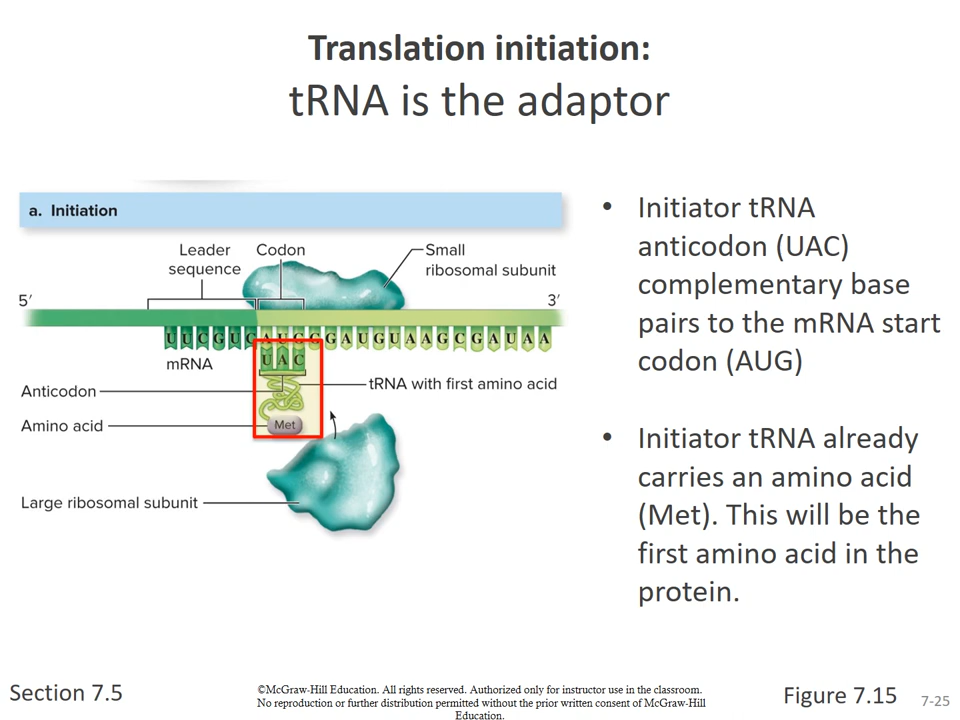 Translation initiation:
tRNA is the adaptor
a. Initiation
Leader
sequence
Codon
Small
ribosomal subunit
5′
3′
UUCGUCAUGGGAUGUAAGCGAUAA
mRNA
UAC
Anticodon
tRNA with first amino acid
Amino acid
Met
Large ribosomal subunit
• Initiator tRNA
anticodon (UAC)
complementary base
pairs to the mRNA start
codon (AUG)
• Initiator tRNA already
carries an amino acid
(Met). This will be the
first amino acid in the
protein.
Section 7.5
©McGraw-Hill Education. All rights reserved. Authorized only for instructor use in the classroom.
No reproduction or further distribution permitted without the prior written consent of McGraw-Hill
Education.
Figure 7.15
7-25